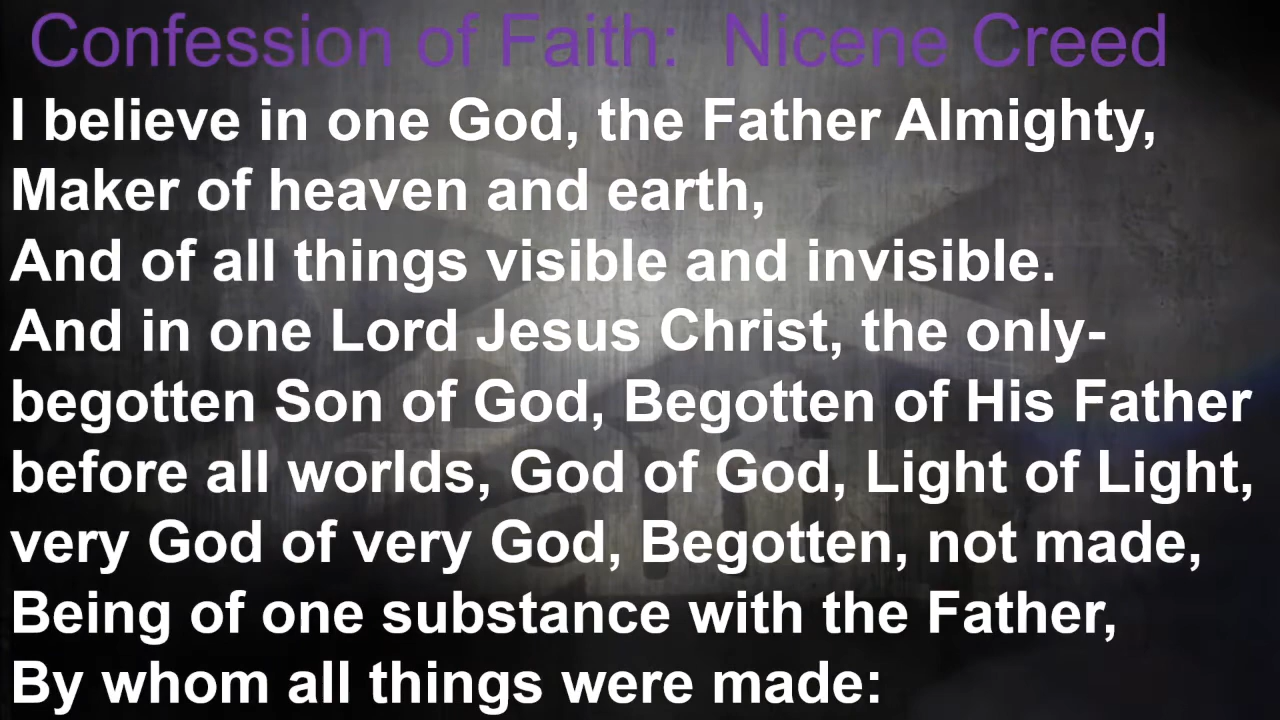 Confession of Faith:  Nicene Creed
I believe in one God, the Father Almighty,
Maker of heaven and earth,
And of all things visible and invisible.
And in one Lord Jesus Christ, the only-
begotten Son of God, Begotten of His Father
before all worlds, God of God, Light of Light,
very God of very God, Begotten, not made,
Being of one substance with the Father,
By whom all things were made: